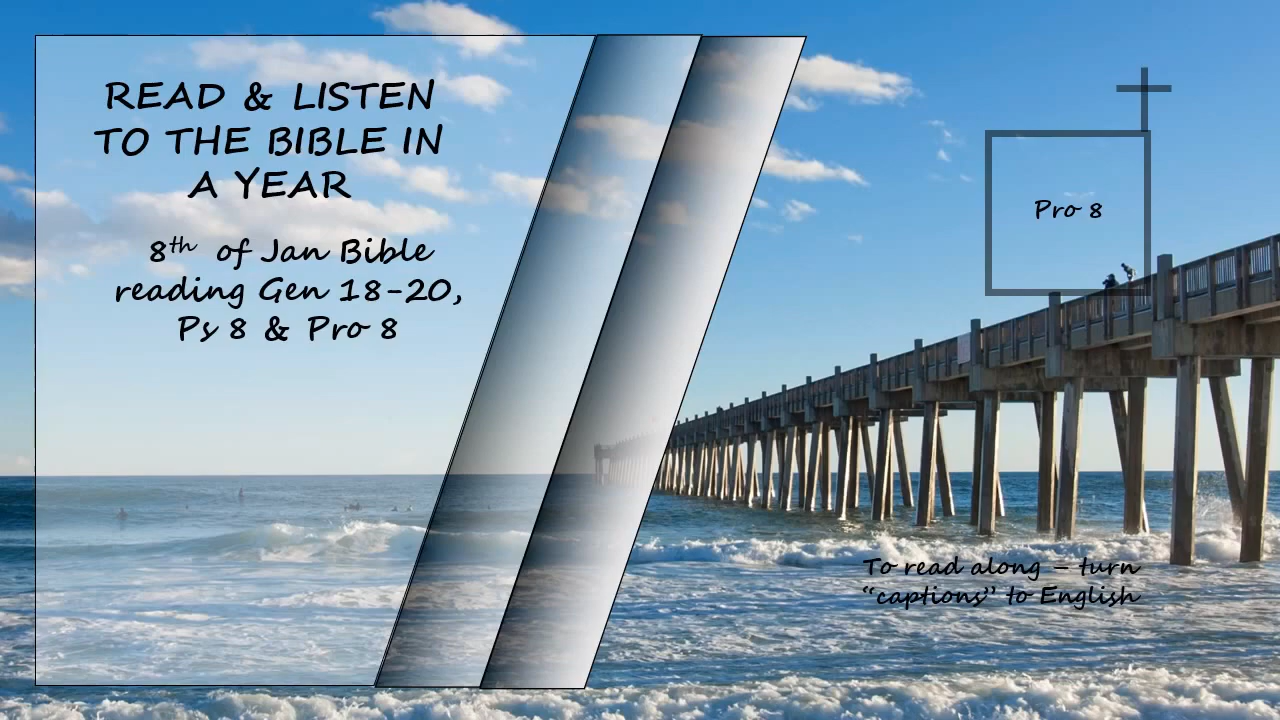 READ & LISTEN
TO THE BIBLE IN
A YEAR
8th of Jan Bible
reading Gen 18-20,
Ps 8 & Pro 8
Pro 8
To read along – turn
“captions” to English